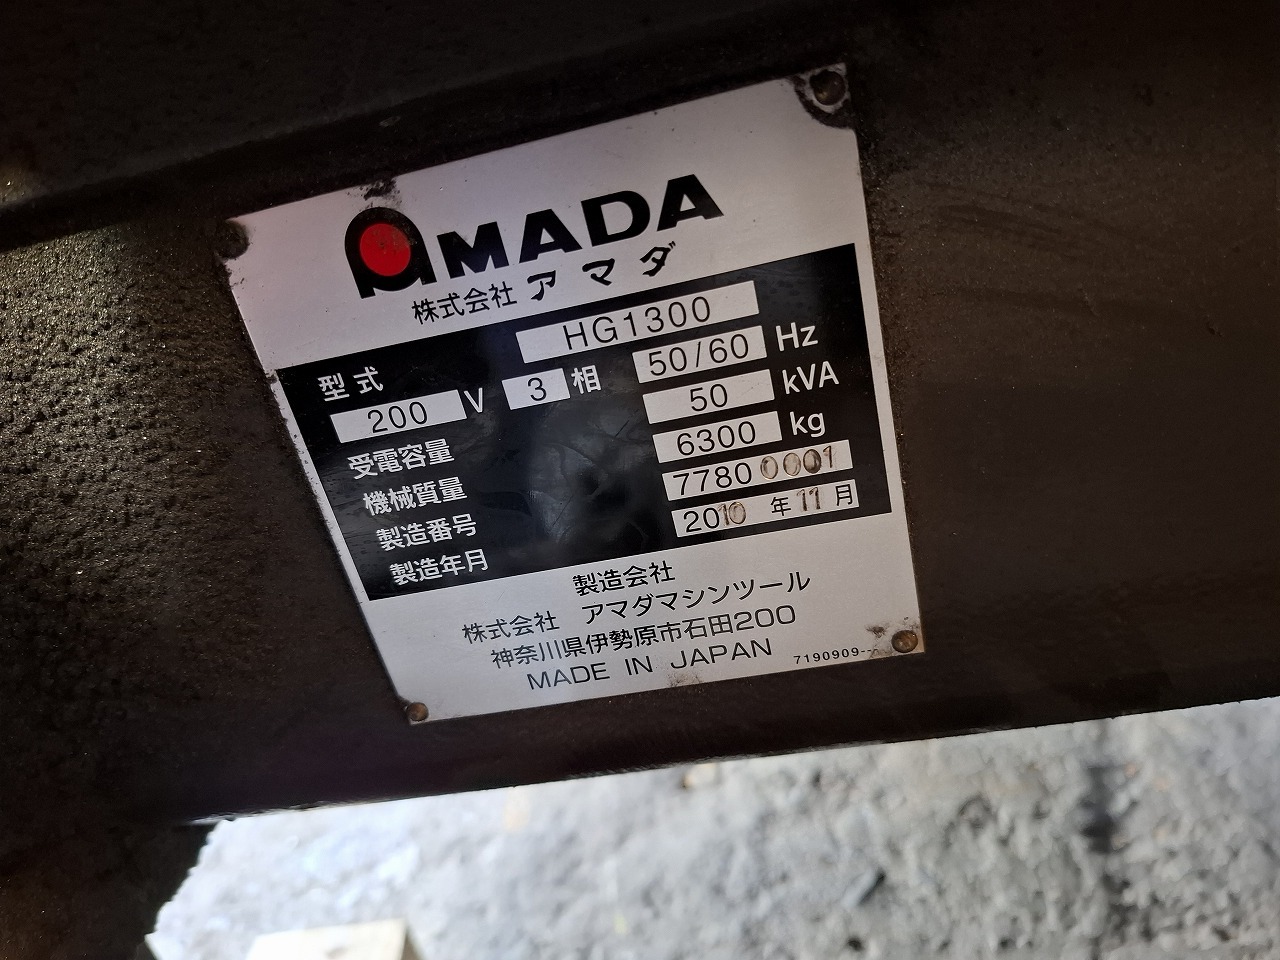 AMADA
株式会社 アマダ
型式 HG1300
200 V 3 相 50/60 Hz
受電容量 50 kVA
機械質量 6300 kg
製造番号 77800001
製造年月 2010 年 11 月
製造会社
株式会社 アマダマシンツール
神奈川県伊勢原市石田200
MADE IN JAPAN
7190909-